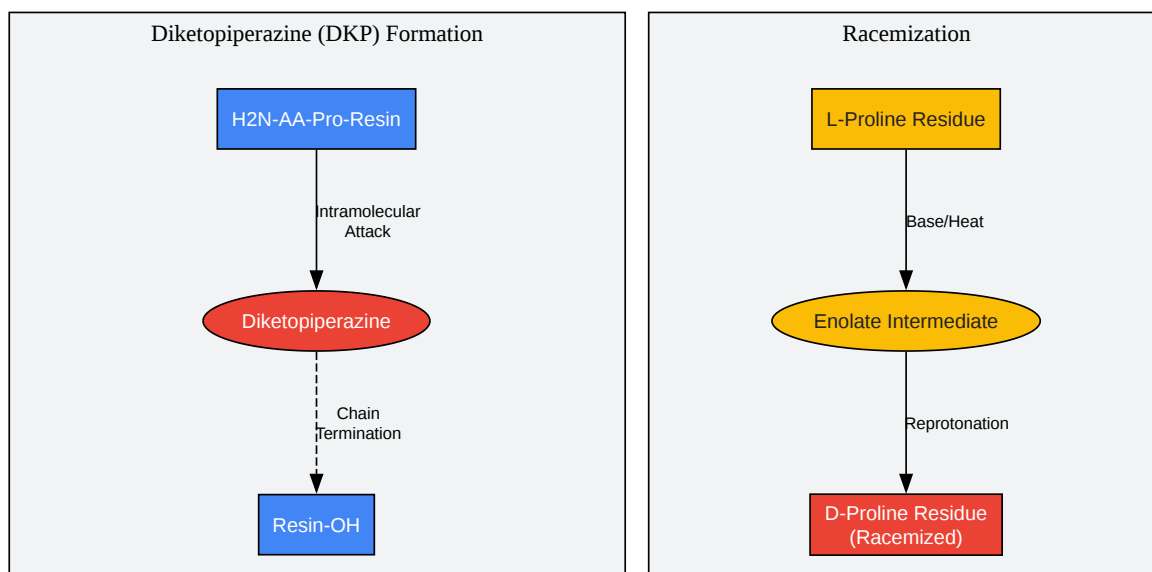 Diketopiperazine (DKP) Formation
H2N-AA-Pro-Resin
Intramolecular
Attack
Diketopiperazine
Chain
Termination
Resin-OH
Racemization
L-Proline Residue
Base/Heat
Enolate Intermediate
Reprotonation
D-Proline Residue
(Racemized)